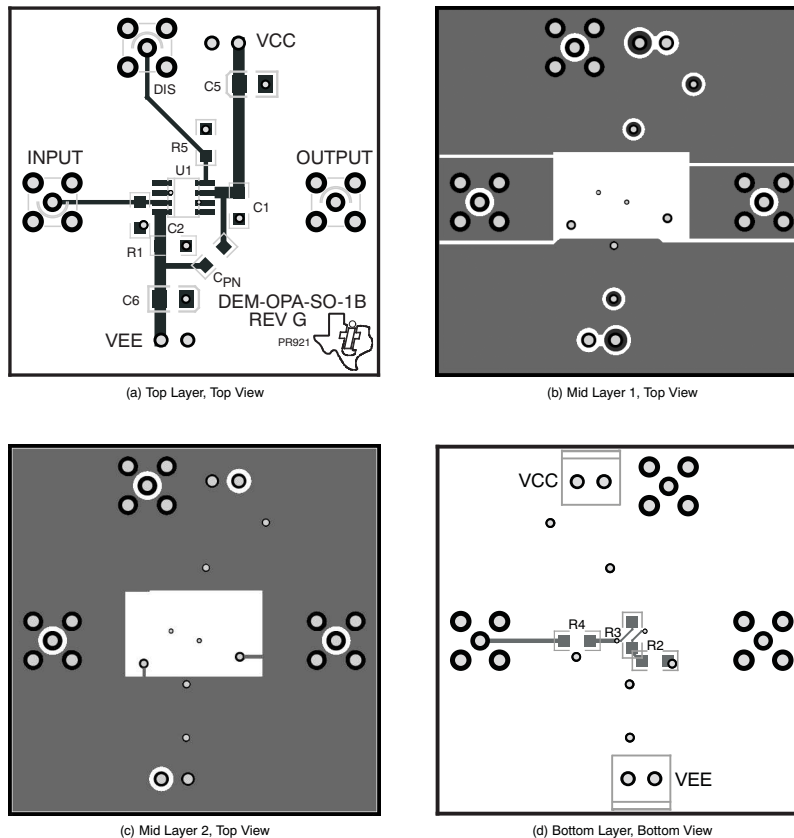 VCC
C5
DIS
R5
U1
INPUT
OUTPUT
C1
C2
R1
CPN
C6
DEM-OPA-SO-1B
REV G
PR921
VEE
(a) Top Layer, Top View
(b) Mid Layer 1, Top View
(c) Mid Layer 2, Top View
VCC
R4
R3
R2
VEE
(d) Bottom Layer, Bottom View